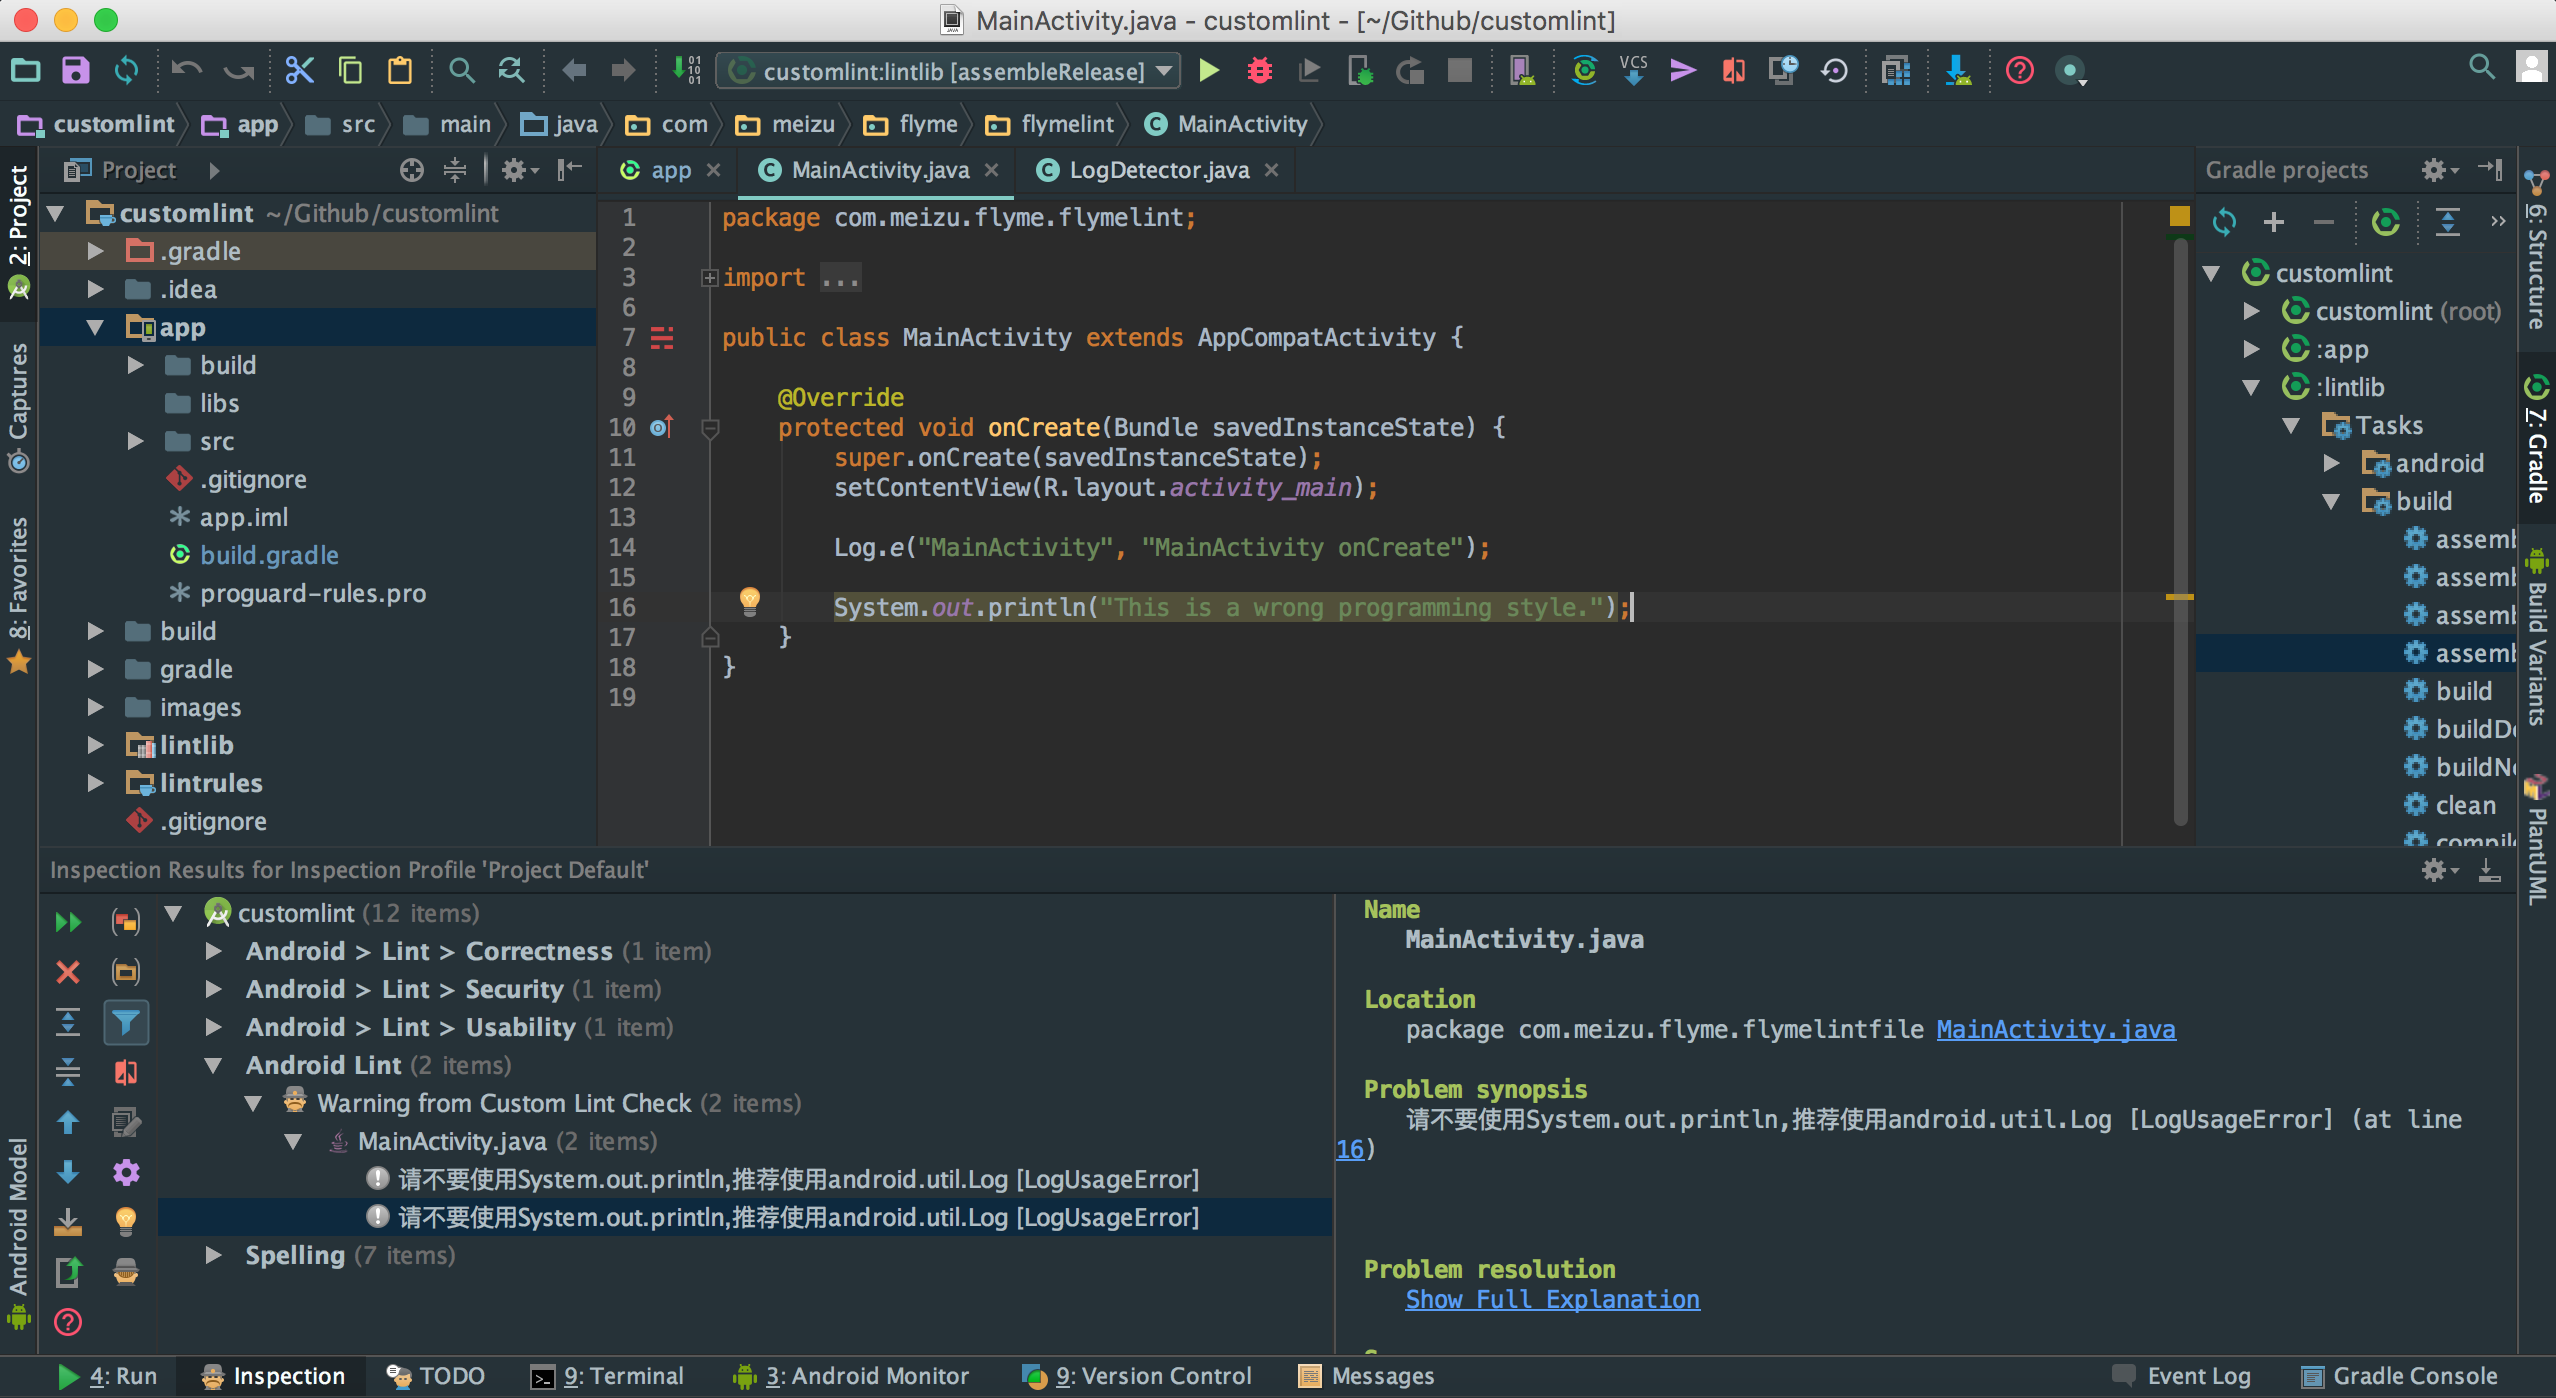 MainActivity.java - customlint - [~/Github/customlint]
customlint:lintlib [assembleRelease]
VCS
customlint app src main java com meizu flyme flymelint MainActivity
Project
app
MainActivity.java
LogDetector.java
Gradle projects
2: Project
Captures
8: Favorites
Android Model
customlint ~/Github/customlint
.gradle
.idea
app
build
libs
src
.gitignore
app.iml
build.gradle
proguard-rules.pro
build
gradle
images
lintlib
lintrules
.gitignore
1 package com.meizu.flyme.flymelint;
2
3 import ...
6
7 public class MainActivity extends AppCompatActivity {
8
9 @Override
10 protected void onCreate(Bundle savedInstanceState) {
11 super.onCreate(savedInstanceState);
12 setContentView(R.layout.activity_main);
13
14 Log.e("MainActivity", "MainActivity onCreate");
15
16 System.out.println("This is a wrong programming style.");
17 }
18 }
19
customlint
customlint (root)
:app
:lintlib
Tasks
android
build
assemb
assemb
assemb
assemb
build
buildDe
buildNe
clean
compile
6: Structure
7: Gradle
Build Variants
PlantUML
Inspection Results for Inspection Profile 'Project Default'
customlint (12 items)
Android > Lint > Correctness (1 item)
Android > Lint > Security (1 item)
Android > Lint > Usability (1 item)
Android Lint (2 items)
Warning from Custom Lint Check (2 items)
MainActivity.java (2 items)
请不要使用System.out.println,推荐使用android.util.Log [LogUsageError]
请不要使用System.out.println,推荐使用android.util.Log [LogUsageError]
Spelling (7 items)
Name
MainActivity.java
Location
package com.meizu.flyme.flymelintfile MainActivity.java
Problem synopsis
请不要使用System.out.println,推荐使用android.util.Log [LogUsageError] (at line
16)
Problem resolution
Show Full Explanation
4: Run
Inspection
TODO
9: Terminal
3: Android Monitor
9: Version Control
Messages
Event Log
Gradle Console